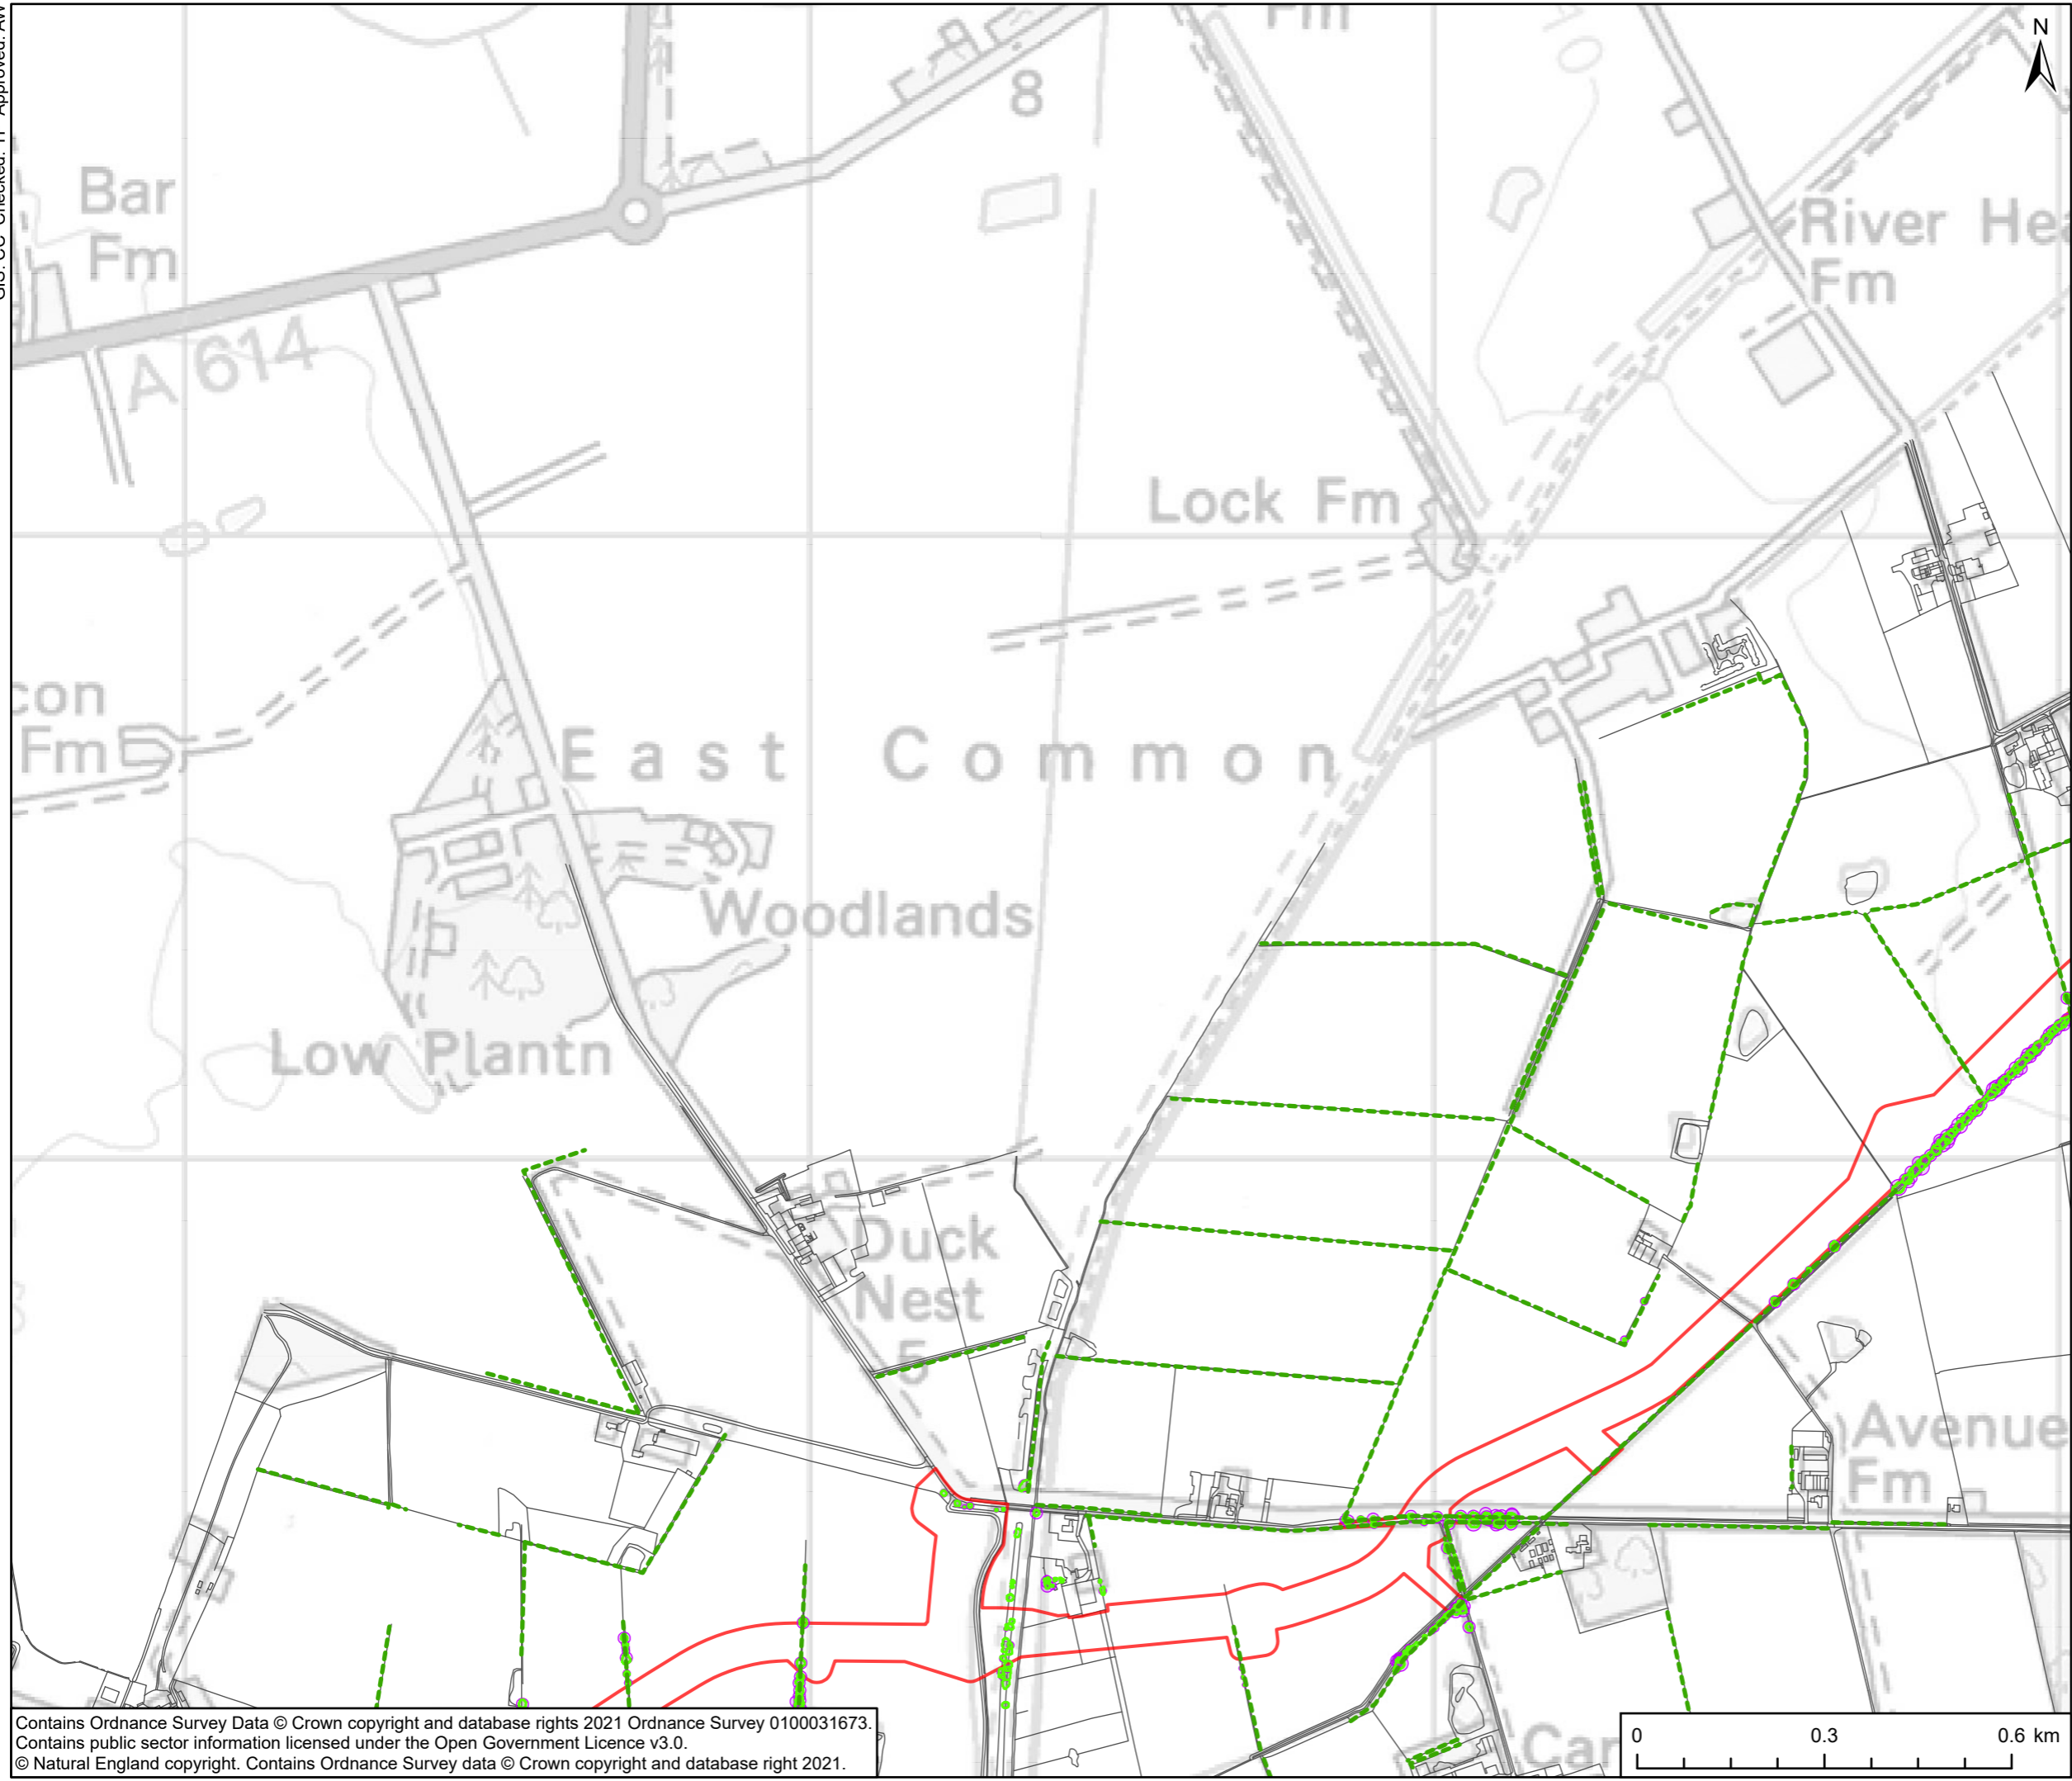 Fm
N
10
8
Bar
Fm
River Hea
Fm
A 614
Lock Fm
con
Fm
East Common
Woodlands
Low Plantn
Duck
Nest
5
Avenue
Fm
Car
Contains Ordnance Survey Data © Crown copyright and database rights 2021 Ordnance Survey 0100031673.
Contains public sector information licensed under the Open Government Licence v3.0.
© Natural England copyright. Contains Ordnance Survey data © Crown copyright and database right 2021.
0 0.3 0.6 km